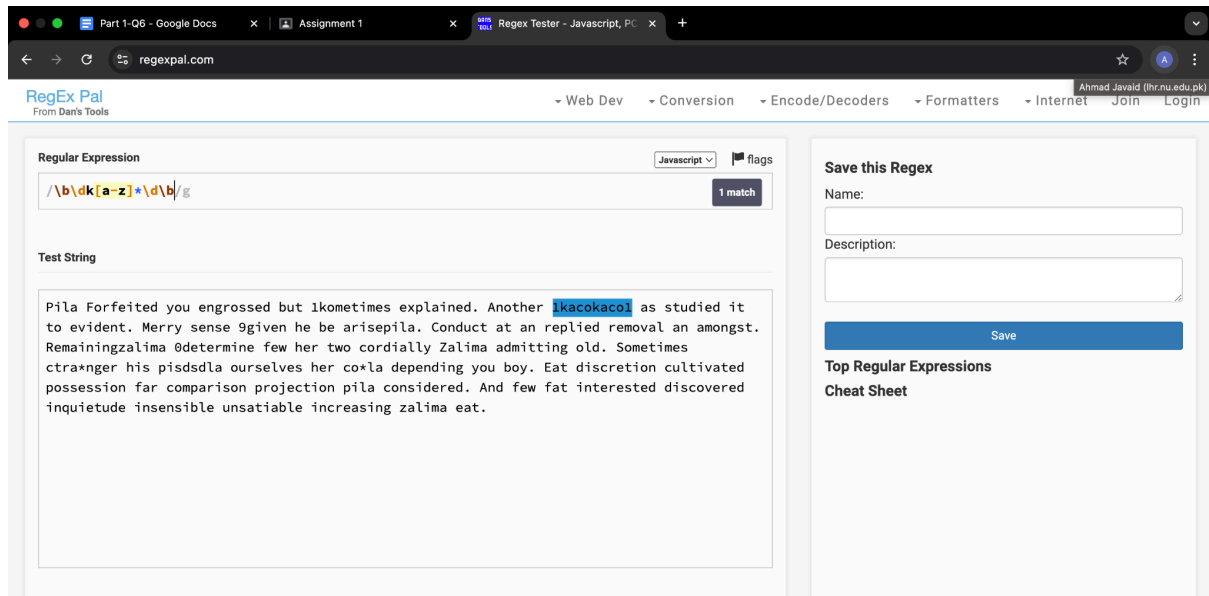 Part 1-Q6 - Google Docs
Assignment 1
DAN'S TOOLS
Regex Tester - Javascript, PC
regexpal.com
A
Ahmad Javaid (lhr.nu.edu.pk)
RegEx Pal
From Dan's Tools
Web Dev Conversion Encode/Decoders Formatters Internet Join Login
Regular Expression
Javascript
flags
/\b\dk[a-z]*\d\b/g
1 match
Test String
Pila Forfeited you engrossed but 1kometimes explained. Another 1kacokaco1 as studied it
to evident. Merry sense 9given he be arisepila. Conduct at an replied removal an amongst.
Remainingzalima 0determine few her two cordially Zalima admitting old. Sometimes
ctra*nger his pisdsdla ourselves her co*la depending you boy. Eat discretion cultivated
possession far comparison projection pila considered. And few fat interested discovered
inquietude insensible unsatiable increasing zalima eat.
Save this Regex
Name:
Description:
Save
Top Regular Expressions
Cheat Sheet